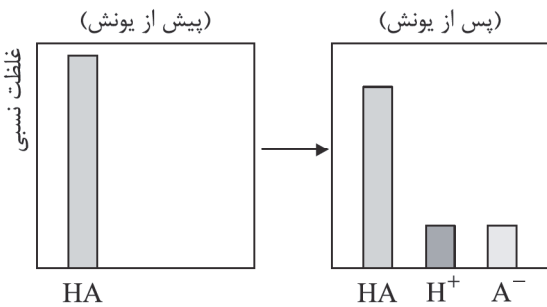 (پیش از یونش)
(پس از یونش)
غلظت نسبی
HA
HA H⁺ A⁻